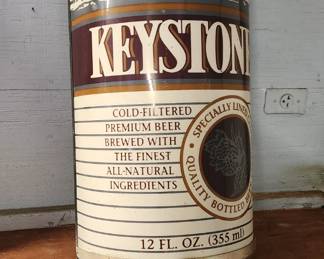 KEYSTON
COLD-FILTERED
PREMIUM BEER
BREWED WITH
THE FINEST
ALL-NATURAL
INGREDIENTS
SPECIALLY LINED
QUALITY BOTTLED
12 FL. OZ. (355 ml)